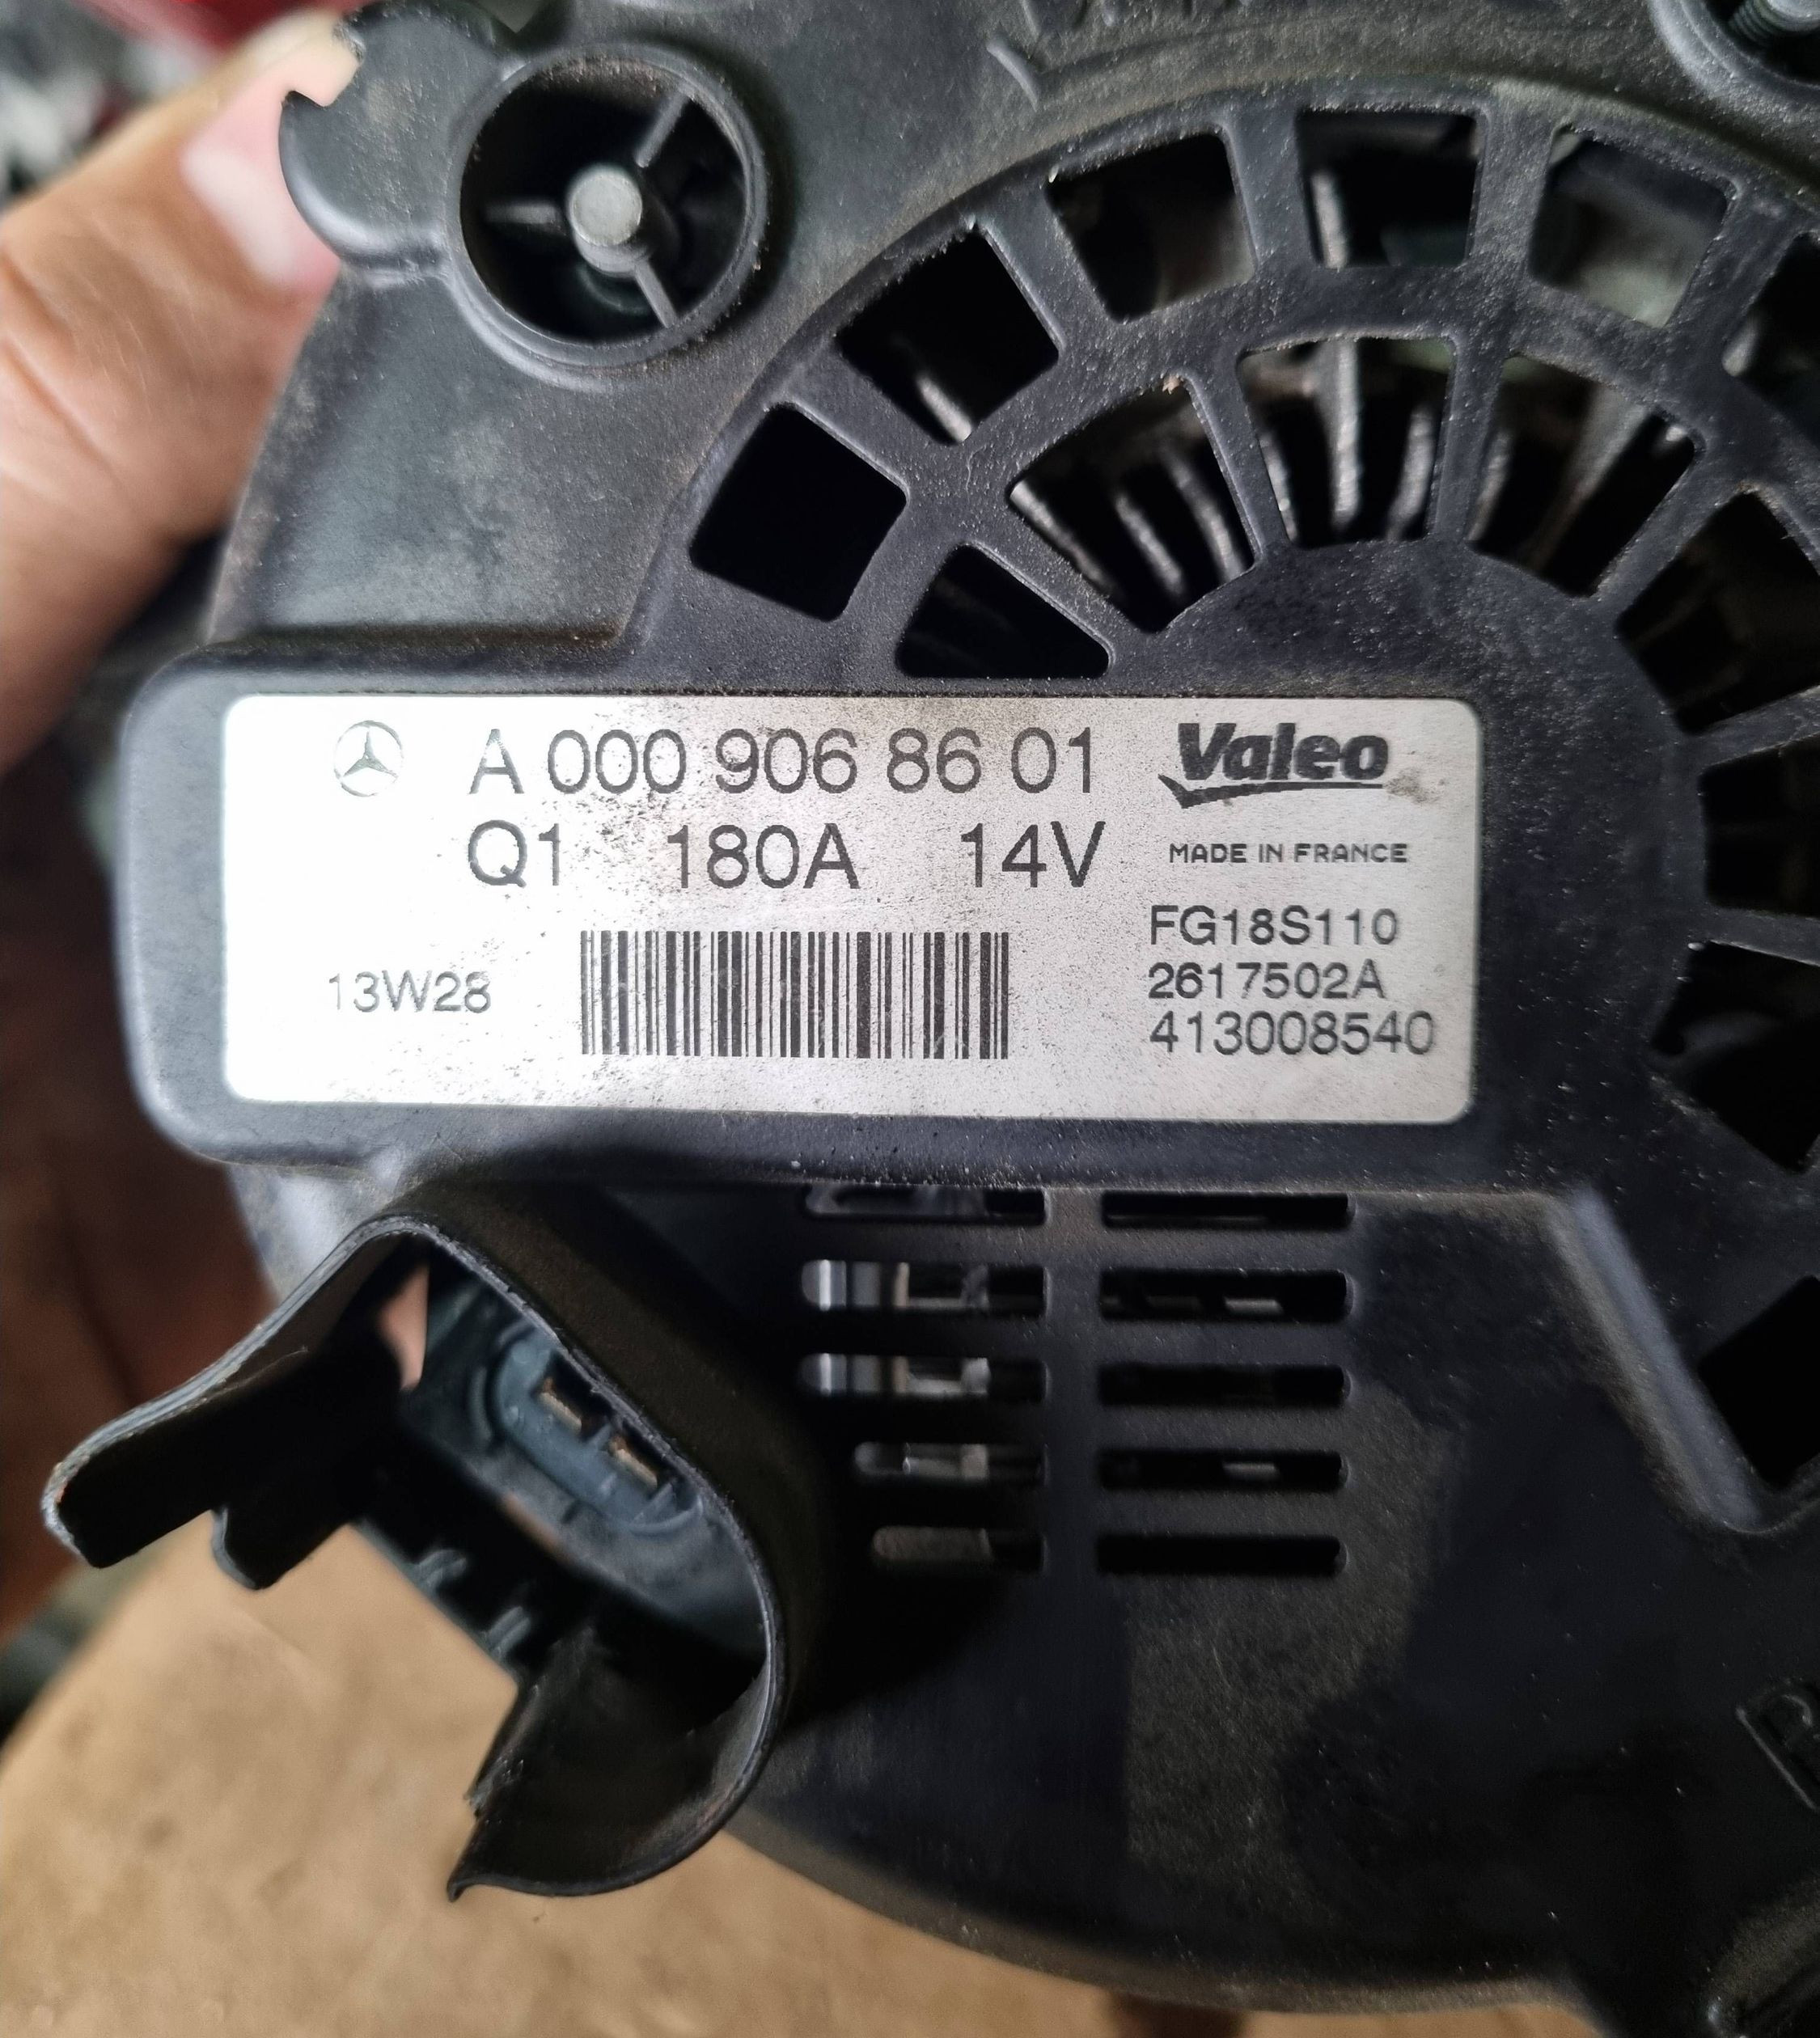 A 000 906 86 01
Valeo
Q1 180A 14V
MADE IN FRANCE
FG18S110
13W28
2617502A
413008540